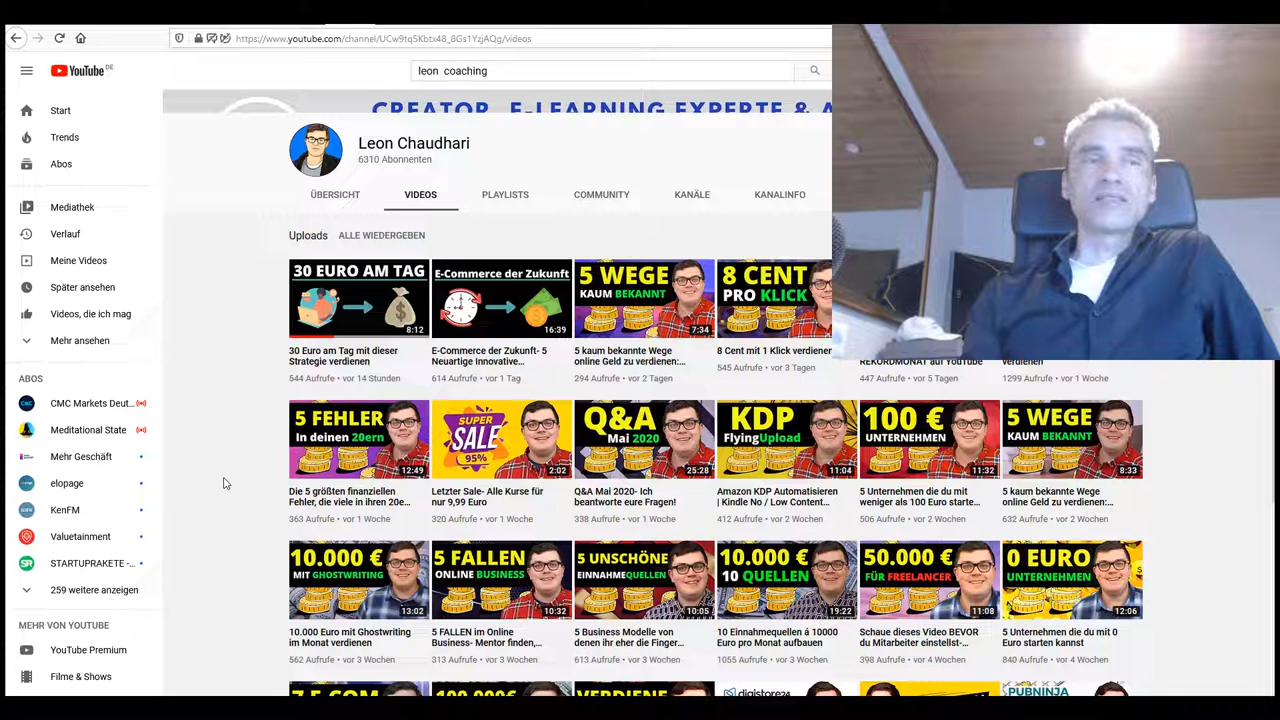 https://www.youtube.com/channel/UCw9tq5Kbtx48_8Gs1YzjAQg/videos
YouTube DE
leon coaching
CREATOR, E-LEARNING EXPERTE & A
Leon Chaudhari
6310 Abonnenten
ÜBERSICHT VIDEOS PLAYLISTS COMMUNITY KANÄLE KANALINFO
Uploads ALLE WIEDERGEBEN
Start
Trends
Abos
Mediathek
Verlauf
Meine Videos
Später ansehen
Videos, die ich mag
Mehr ansehen
ABOS
CMC Markets Deut...
Meditational State
Mehr Geschäft
elopage
KenFM
Valuetainment
STARTUPRAKETE -...
259 weitere anzeigen
MEHR VON YOUTUBE
YouTube Premium
Filme & Shows
30 EURO AM TAG
8:12
30 Euro am Tag mit dieser
Strategie verdienen
544 Aufrufe • vor 14 Stunden
E-Commerce der Zukunft
16:39
E-Commerce der Zukunft- 5
Neuartige Innovative...
614 Aufrufe • vor 1 Tag
5 WEGE
KAUM BEKANNT
7:34
5 kaum bekannte Wege
online Geld zu verdienen:...
294 Aufrufe • vor 2 Tagen
8 CENT
PRO KLICK
8 Cent mit 1 Klick verdienen
545 Aufrufe • vor 3 Tagen
REKORDMONAT auf YouTube
447 Aufrufe • vor 5 Tagen
verdienen
1299 Aufrufe • vor 1 Woche
5 FEHLER
In deinen 20ern
12:49
Die 5 größten finanziellen
Fehler, die viele in ihren 20e...
363 Aufrufe • vor 1 Woche
SUPER
SALE
95%
2:02
Letzter Sale- Alle Kurse für
nur 9,99 Euro
320 Aufrufe • vor 1 Woche
Q&A
Mai 2020
25:28
Q&A Mai 2020- Ich
beantworte eure Fragen!
338 Aufrufe • vor 1 Woche
KDP
FlyingUpload
11:04
Amazon KDP Automatisieren
| Kindle No / Low Content...
412 Aufrufe • vor 2 Wochen
100 €
UNTERNEHMEN
11:32
5 Unternehmen die du mit
weniger als 100 Euro starte...
506 Aufrufe • vor 2 Wochen
5 WEGE
KAUM BEKANNT
8:33
5 kaum bekannte Wege
online Geld zu verdienen:...
632 Aufrufe • vor 2 Wochen
10.000 €
MIT GHOSTWRITING
13:02
10.000 Euro mit Ghostwriting
im Monat verdienen
562 Aufrufe • vor 3 Wochen
5 FALLEN
ONLINE BUSINESS
10:32
5 FALLEN im Online
Business- Mentor finden,...
313 Aufrufe • vor 3 Wochen
5 UNSCHÖNE
EINNAHMEQUELLEN
10:05
5 Business Modelle von
denen ihr eher die Finger...
613 Aufrufe • vor 3 Wochen
10.000 €
10 QUELLEN
19:22
10 Einnahmequellen á 10000
Euro pro Monat aufbauen
1055 Aufrufe • vor 3 Wochen
50.000 €
FÜR FREELANCER
11:08
Schaue dieses Video BEVOR
du Mitarbeiter einstellst-...
398 Aufrufe • vor 4 Wochen
0 EURO
UNTERNEHMEN
12:06
5 Unternehmen die du mit 0
Euro starten kannst
840 Aufrufe • vor 4 Wochen
VERDIENE
digistore24
PUBNINJA